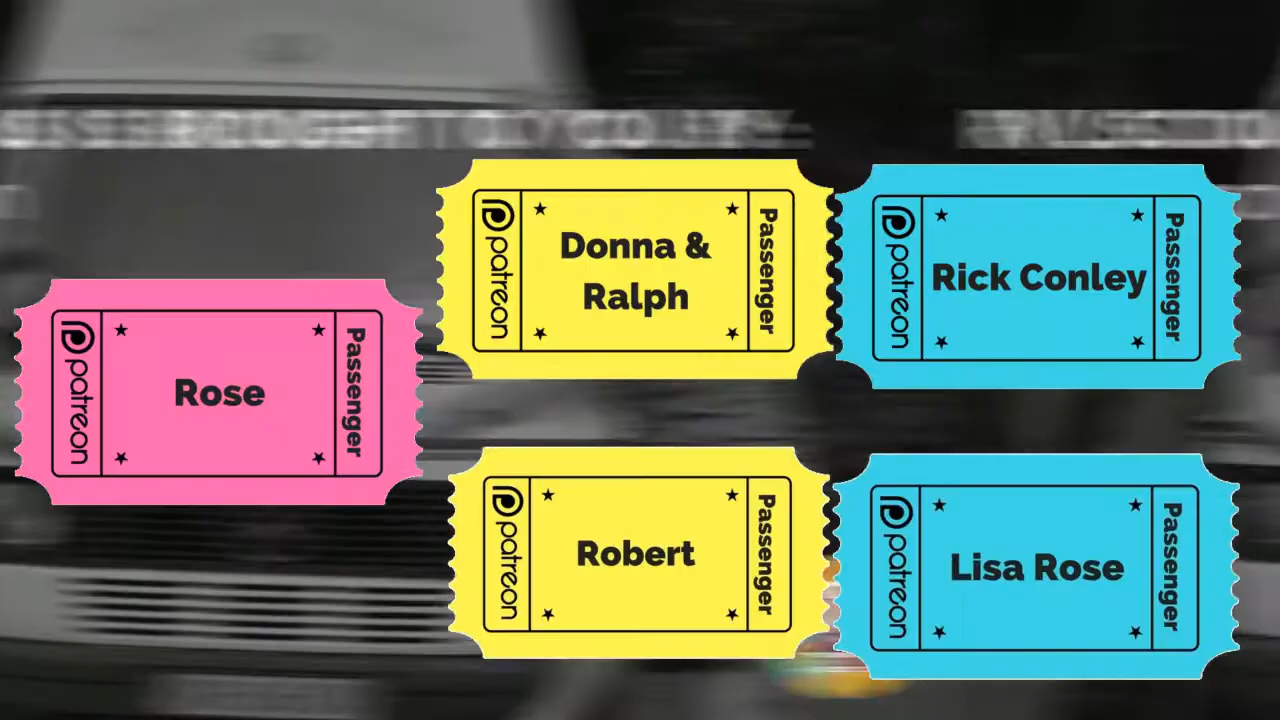 patreon
Rose
Passenger
patreon
Donna &
Ralph
Passenger
patreon
Rick Conley
Passenger
patreon
Robert
Passenger
patreon
Lisa Rose
Passenger